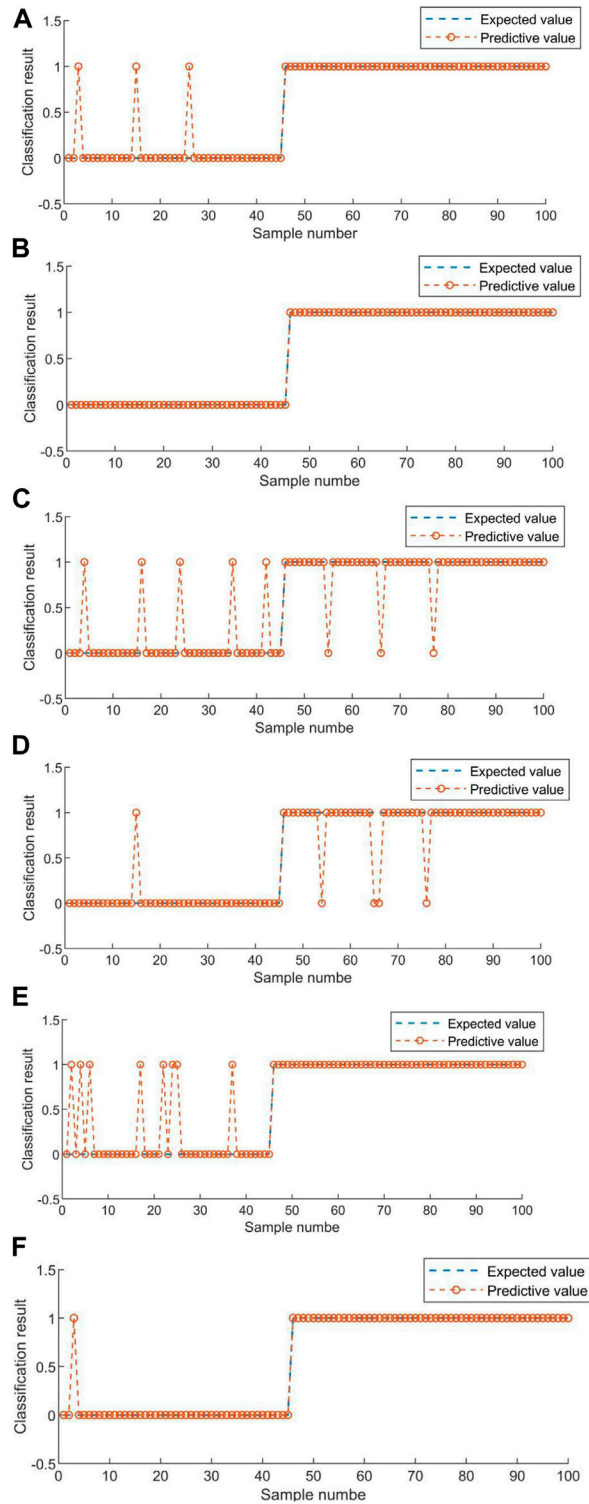 A
Expected value
Predictive value
1.5
1
0.5
0
-0.5
Classification result
0 10 20 30 40 50 60 70 80 90 100
Sample number
B
Expected value
Predictive value
1.5
1
0.5
0
-0.5
Classification result
0 10 20 30 40 50 60 70 80 90 100
Sample numbe
C
Expected value
Predictive value
1.5
1
0.5
0
-0.5
Classification result
0 10 20 30 40 50 60 70 80 90 100
Sample numbe
D
Expected value
Predictive value
1.5
1
0.5
0
-0.5
Classification result
0 10 20 30 40 50 60 70 80 90 100
Sample numbe
E
Expected value
Predictive value
1.5
1
0.5
0
-0.5
Classification result
0 10 20 30 40 50 60 70 80 90 100
Sample numbe
F
Expected value
Predictive value
1.5
1
0.5
0
-0.5
Classification result
0 10 20 30 40 50 60 70 80 90 100
Sample numbe